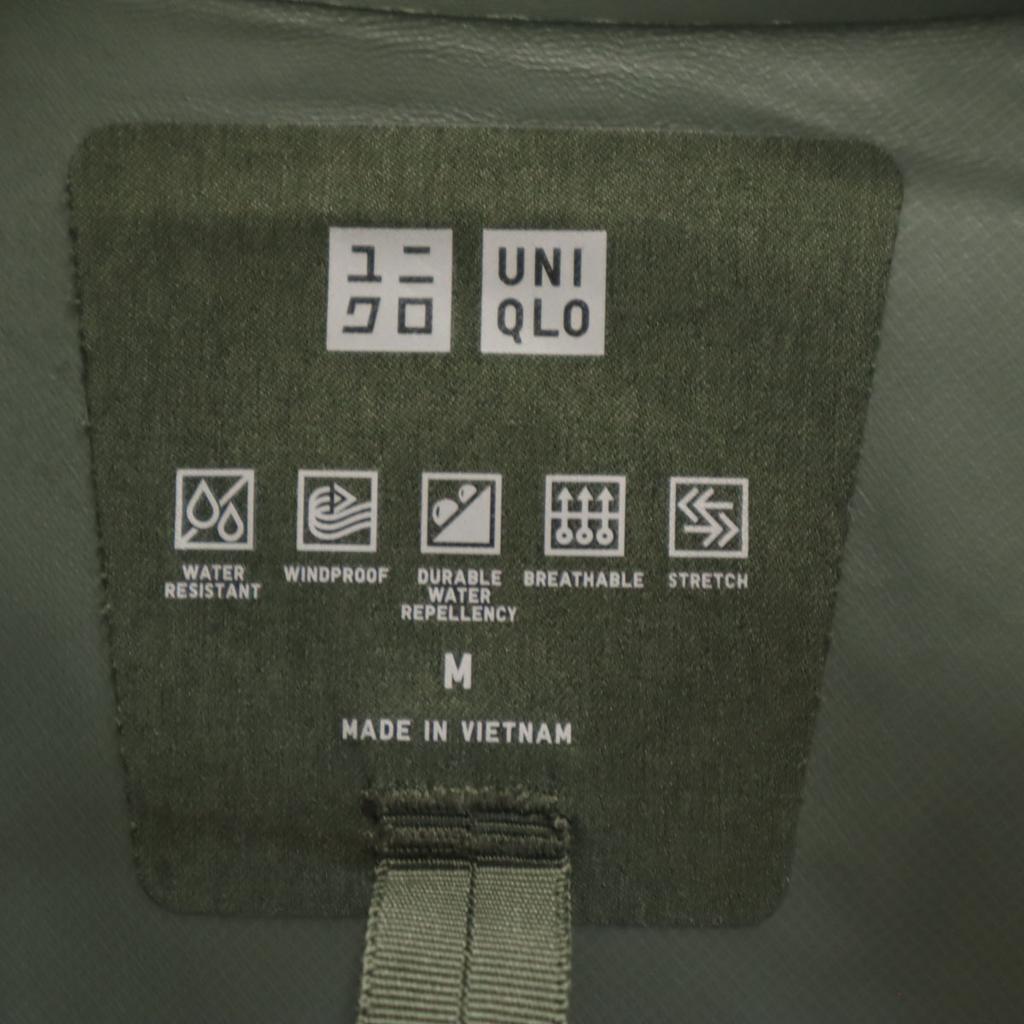 ユニ
クロ
UNI
QLO
WATER
RESISTANT
WINDPROOF
DURABLE
WATER
REPELLENCY
BREATHABLE
STRETCH
M
MADE IN VIETNAM